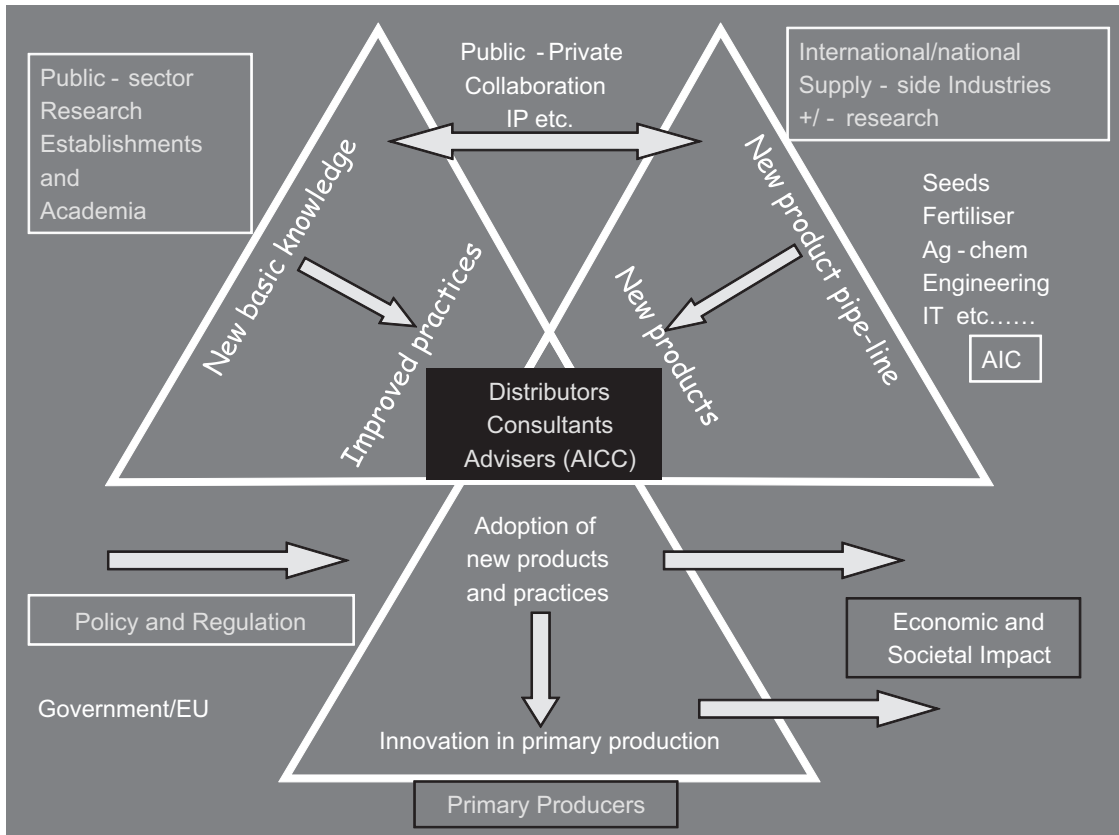 Public - sector
Research
Establishments
and
Academia
Public - Private
Collaboration
IP etc.
International/national
Supply - side Industries
+/- research
New basic knowledge
Improved practices
New products
New product pipe-line
Seeds
Fertiliser
Ag - chem
Engineering
IT etc......
AIC
Distributors
Consultants
Advisers (AICC)
Adoption of
new products
and practices
Policy and Regulation
Economic and
Societal Impact
Government/EU
Innovation in primary production
Primary Producers